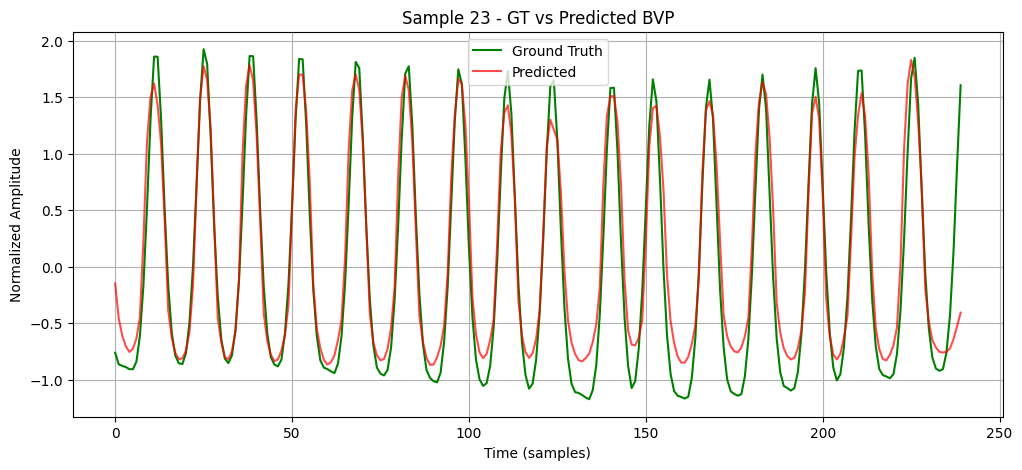 Sample 23 - GT vs Predicted BVP
Ground Truth
Predicted
Normalized Amplitude
2.0
1.5
1.0
0.5
0.0
−0.5
−1.0
0 50 100 150 200 250
Time (samples)